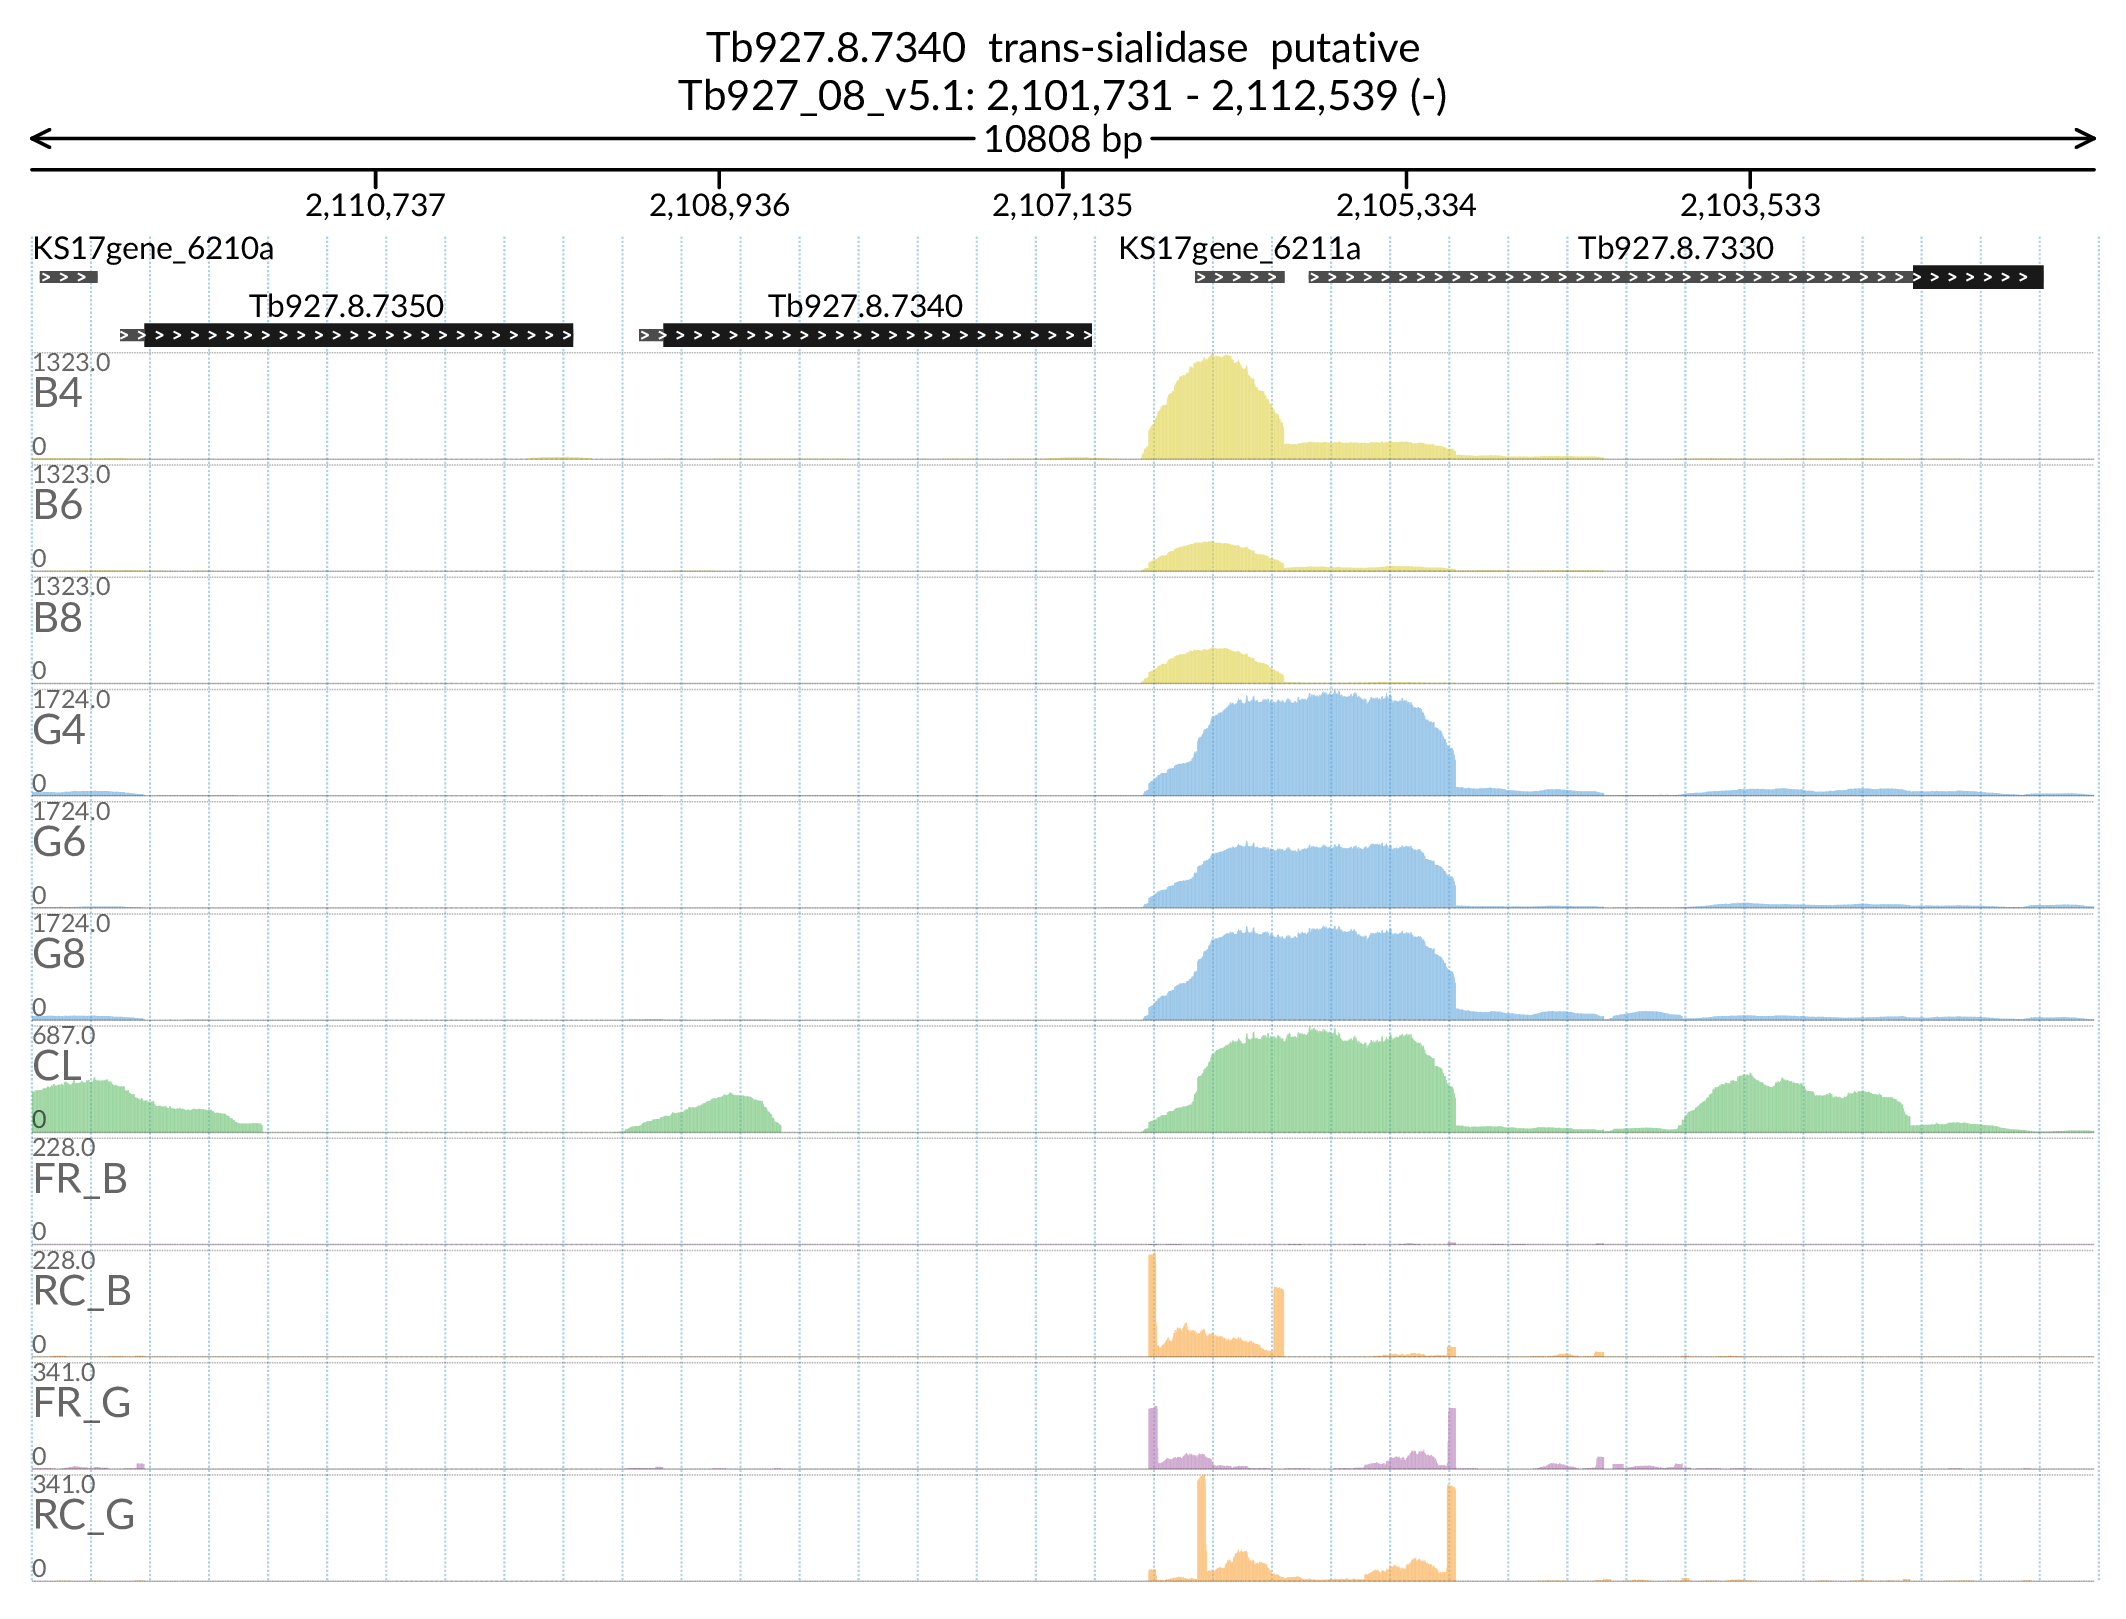 Tb927.8.7340 trans-sialidase putative
Tb927_08_v5.1: 2,101,731 - 2,112,539 (-)
10808 bp
2,110,737 2,108,936 2,107,135 2,105,334 2,103,533
KS17gene_6210a KS17gene_6211a Tb927.8.7330
Tb927.8.7350 Tb927.8.7340
1323.0
B4
0
1323.0
B6
0
1323.0
B8
0
1724.0
G4
0
1724.0
G6
0
1724.0
G8
0
687.0
CL
0
228.0
FR_B
0
228.0
RC_B
0
341.0
FR_G
0
341.0
RC_G
0